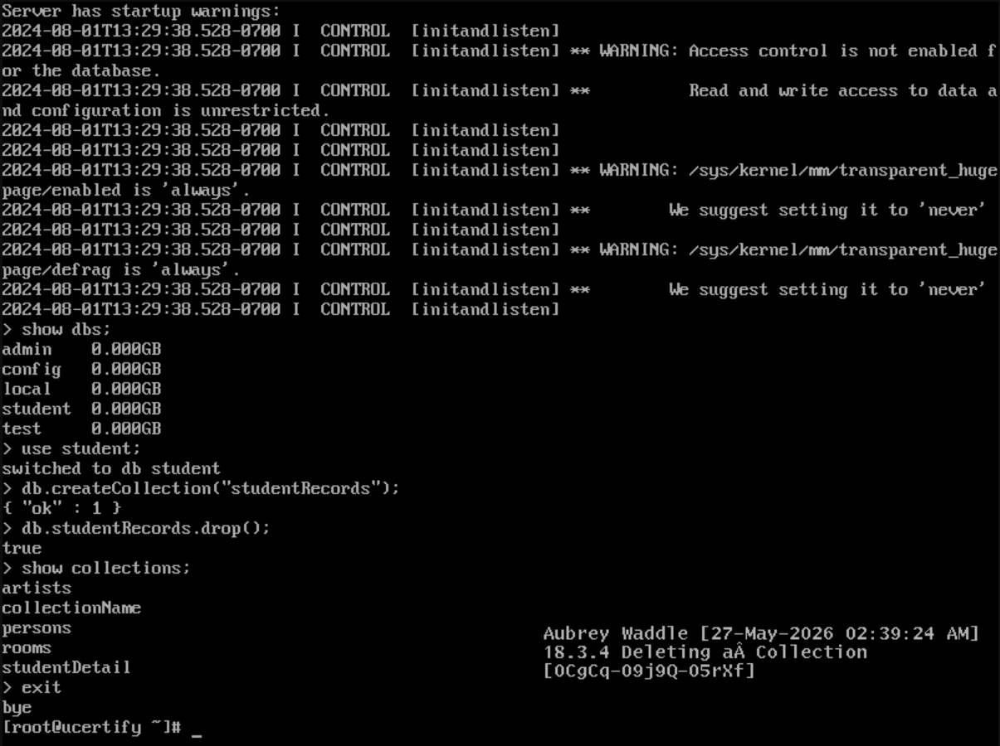 Server has startup warnings:
2024-08-01T13:29:38.528-0700 I  CONTROL  [initandlisten]
2024-08-01T13:29:38.528-0700 I  CONTROL  [initandlisten] ** WARNING: Access control is not enabled f
or the database.
2024-08-01T13:29:38.528-0700 I  CONTROL  [initandlisten] **          Read and write access to data a
nd configuration is unrestricted.
2024-08-01T13:29:38.528-0700 I  CONTROL  [initandlisten]
2024-08-01T13:29:38.528-0700 I  CONTROL  [initandlisten]
2024-08-01T13:29:38.528-0700 I  CONTROL  [initandlisten] ** WARNING: /sys/kernel/mm/transparent_huge
page/enabled is 'always'.
2024-08-01T13:29:38.528-0700 I  CONTROL  [initandlisten] **        We suggest setting it to 'never'
2024-08-01T13:29:38.528-0700 I  CONTROL  [initandlisten]
2024-08-01T13:29:38.528-0700 I  CONTROL  [initandlisten] ** WARNING: /sys/kernel/mm/transparent_huge
page/defrag is 'always'.
2024-08-01T13:29:38.528-0700 I  CONTROL  [initandlisten] **        We suggest setting it to 'never'
2024-08-01T13:29:38.528-0700 I  CONTROL  [initandlisten]
> show dbs;
admin    0.000GB
config   0.000GB
local    0.000GB
student  0.000GB
test     0.000GB
> use student;
switched to db student
> db.createCollection("studentRecords");
{ "ok" : 1 }
> db.studentRecords.drop();
true
> show collections;
artists
collectionName
persons
rooms
studentDetail
> exit
bye
[root@ucertify ~]# _
Aubrey Waddle [27-May-2026 02:39:24 AM]
18.3.4 Deleting aÂ Collection
[OCgCq-O9j9Q-O5rXf]